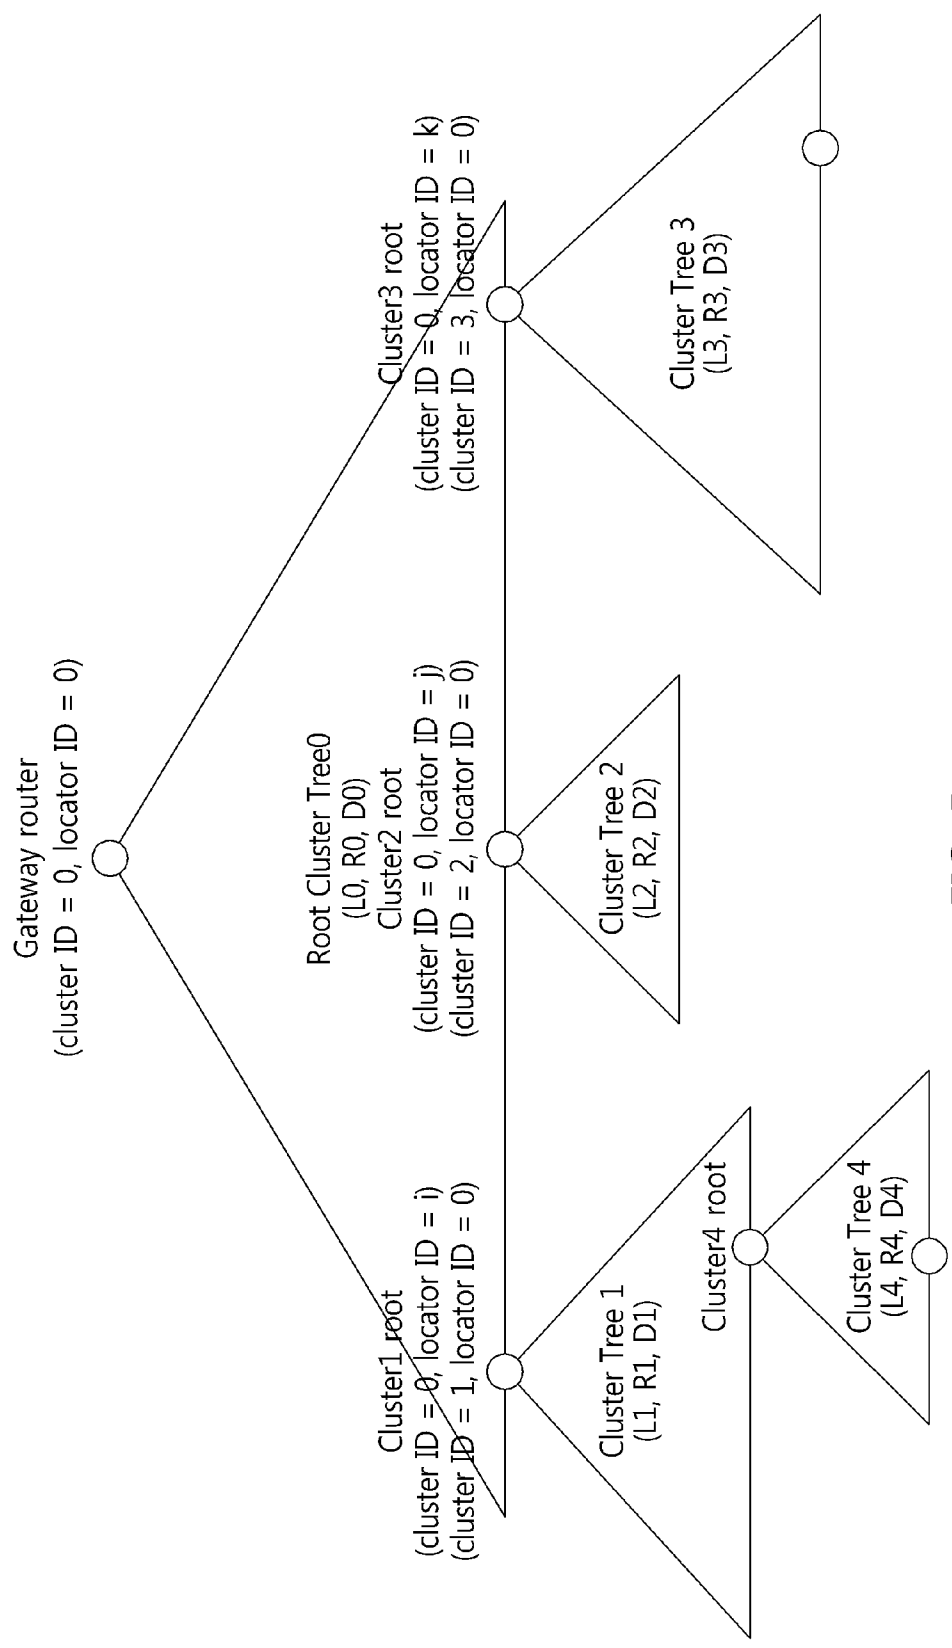 Gateway router
(cluster ID = 0, locator ID = 0)
Root Cluster Tree0
(L0, R0, D0)
Cluster1 root
(cluster ID = 0, locator ID = i)
(cluster ID = 1, locator ID = 0)
Cluster2 root
(cluster ID = 0, locator ID = j)
(cluster ID = 2, locator ID = 0)
Cluster3 root
(cluster ID = 0, locator ID = k)
(cluster ID = 3, locator ID = 0)
Cluster Tree 1
(L1, R1, D1)
Cluster Tree 2
(L2, R2, D2)
Cluster Tree 3
(L3, R3, D3)
Cluster4 root
Cluster Tree 4
(L4, R4, D4)